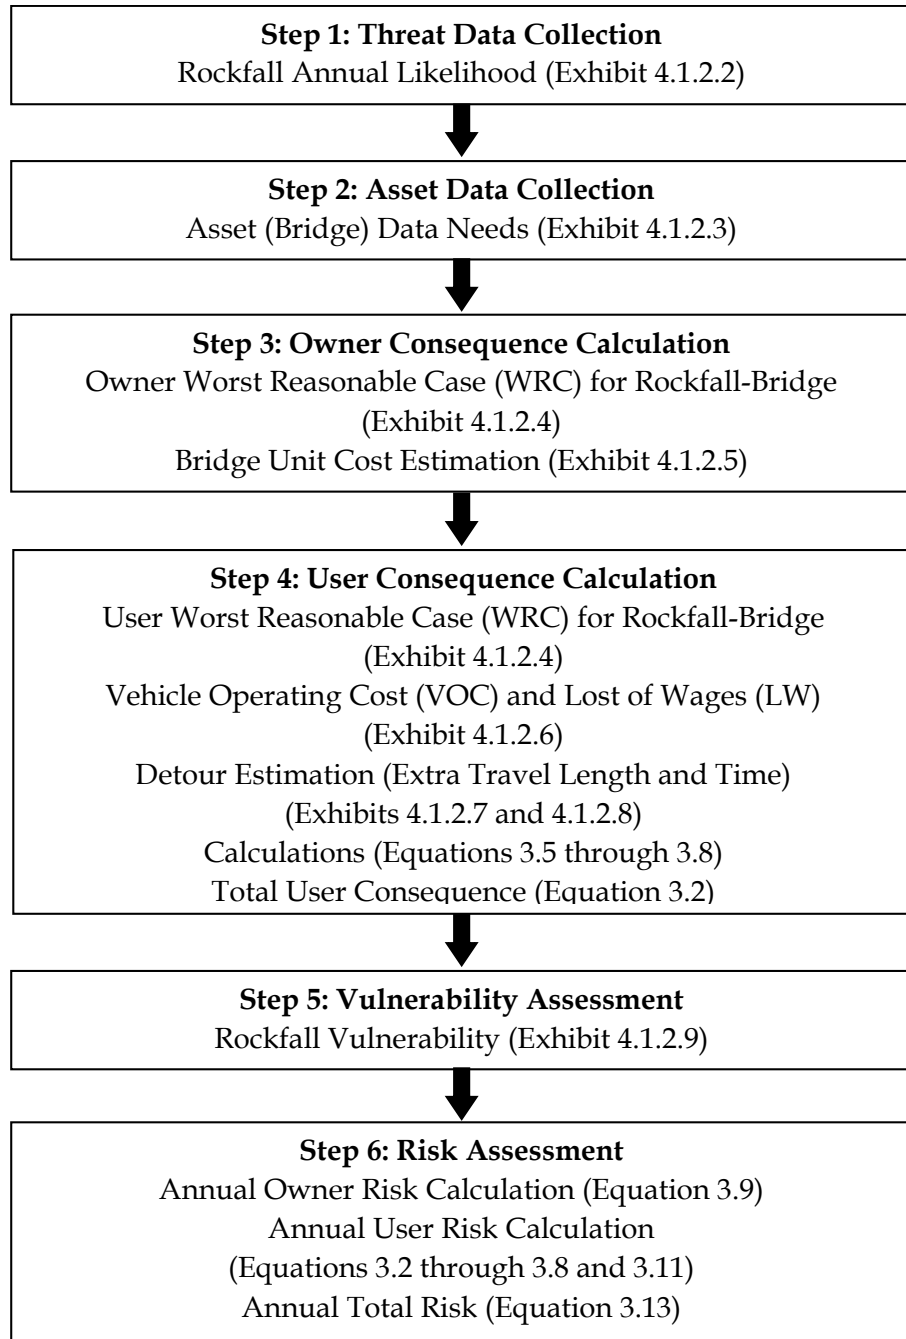 Step 1: Threat Data Collection
Rockfall Annual Likelihood (Exhibit 4.1.2.2)
Step 2: Asset Data Collection
Asset (Bridge) Data Needs (Exhibit 4.1.2.3)
Step 3: Owner Consequence Calculation
Owner Worst Reasonable Case (WRC) for Rockfall-Bridge
(Exhibit 4.1.2.4)
Bridge Unit Cost Estimation (Exhibit 4.1.2.5)
Step 4: User Consequence Calculation
User Worst Reasonable Case (WRC) for Rockfall-Bridge
(Exhibit 4.1.2.4)
Vehicle Operating Cost (VOC) and Lost of Wages (LW)
(Exhibit 4.1.2.6)
Detour Estimation (Extra Travel Length and Time)
(Exhibits 4.1.2.7 and 4.1.2.8)
Calculations (Equations 3.5 through 3.8)
Total User Consequence (Equation 3.2)
Step 5: Vulnerability Assessment
Rockfall Vulnerability (Exhibit 4.1.2.9)
Step 6: Risk Assessment
Annual Owner Risk Calculation (Equation 3.9)
Annual User Risk Calculation
(Equations 3.2 through 3.8 and 3.11)
Annual Total Risk (Equation 3.13)